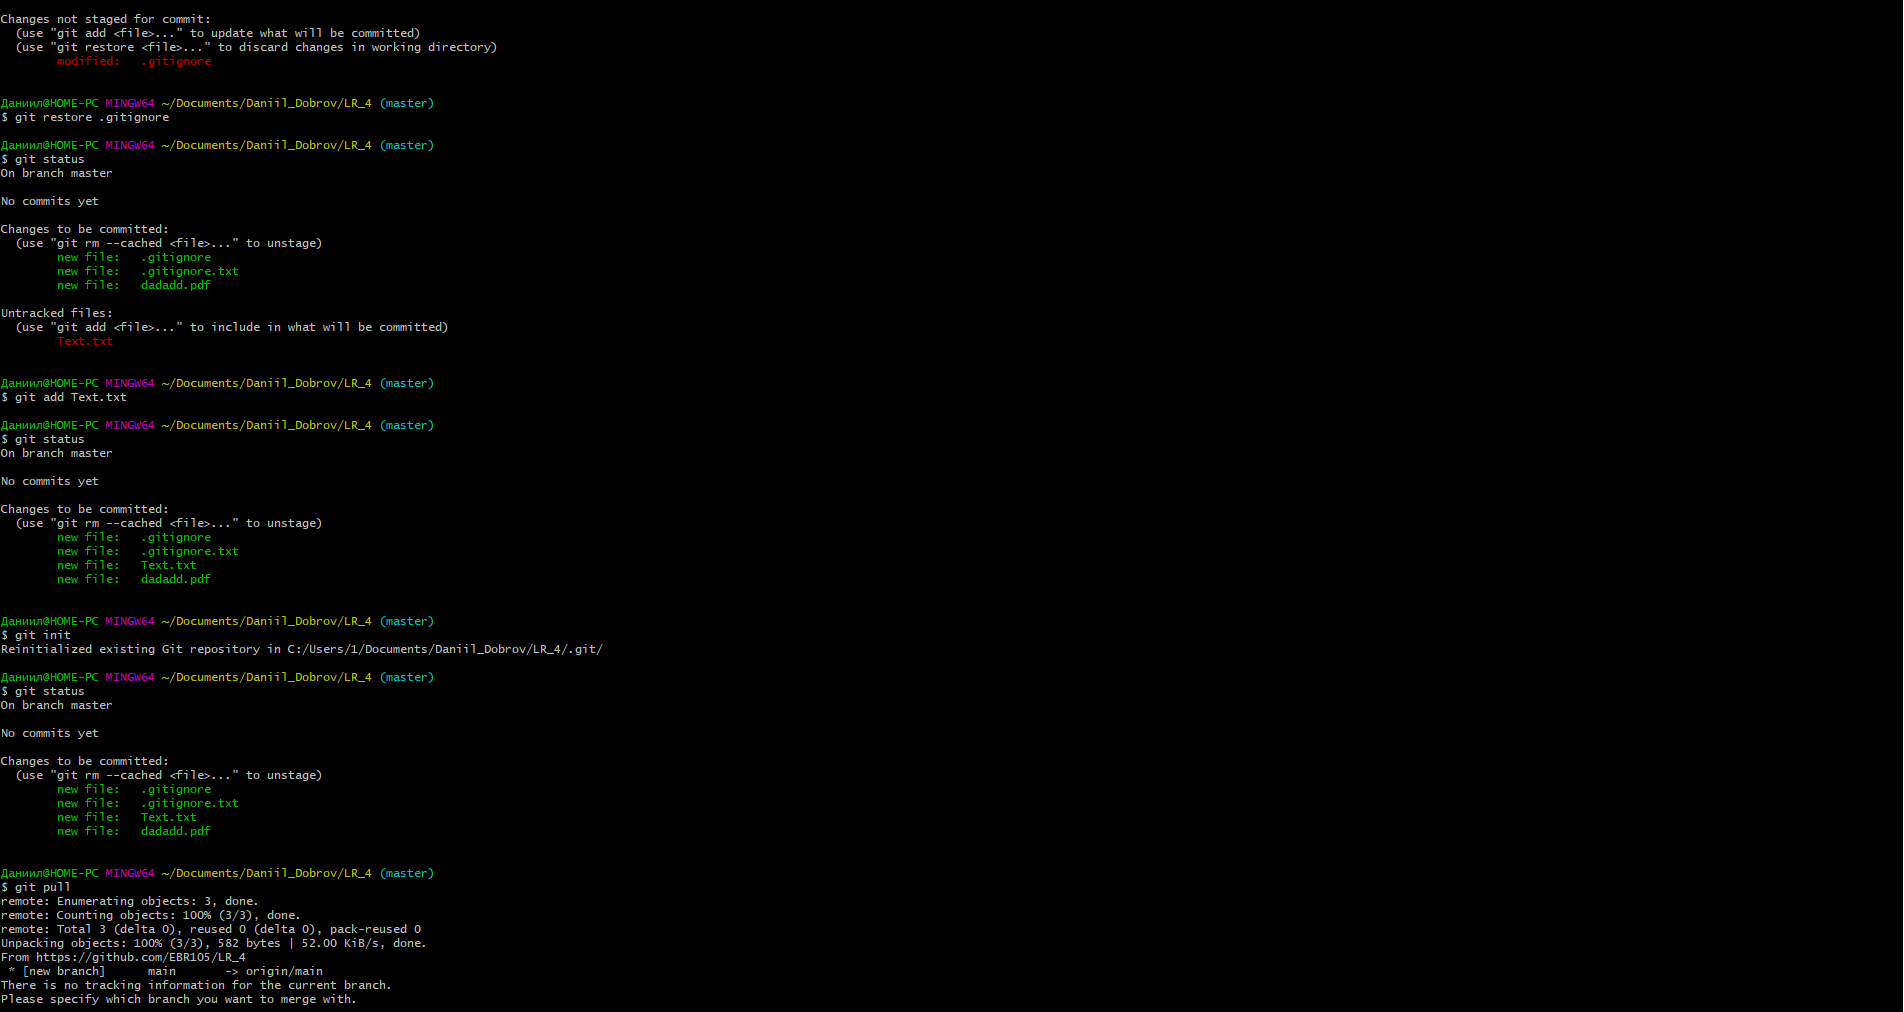 Changes not staged for commit:
  (use "git add <file>..." to update what will be committed)
  (use "git restore <file>..." to discard changes in working directory)
        modified:   .gitignore

Даниил@HOME-PC MINGW64 ~/Documents/Daniil_Dobrov/LR_4 (master)
$ git restore .gitignore

Даниил@HOME-PC MINGW64 ~/Documents/Daniil_Dobrov/LR_4 (master)
$ git status
On branch master

No commits yet

Changes to be committed:
  (use "git rm --cached <file>..." to unstage)
        new file:   .gitignore
        new file:   .gitignore.txt
        new file:   dadadd.pdf

Untracked files:
  (use "git add <file>..." to include in what will be committed)
        Text.txt

Даниил@HOME-PC MINGW64 ~/Documents/Daniil_Dobrov/LR_4 (master)
$ git add Text.txt

Даниил@HOME-PC MINGW64 ~/Documents/Daniil_Dobrov/LR_4 (master)
$ git status
On branch master

No commits yet

Changes to be committed:
  (use "git rm --cached <file>..." to unstage)
        new file:   .gitignore
        new file:   .gitignore.txt
        new file:   Text.txt
        new file:   dadadd.pdf

Даниил@HOME-PC MINGW64 ~/Documents/Daniil_Dobrov/LR_4 (master)
$ git init
Reinitialized existing Git repository in C:/Users/1/Documents/Daniil_Dobrov/LR_4/.git/

Даниил@HOME-PC MINGW64 ~/Documents/Daniil_Dobrov/LR_4 (master)
$ git status
On branch master

No commits yet

Changes to be committed:
  (use "git rm --cached <file>..." to unstage)
        new file:   .gitignore
        new file:   .gitignore.txt
        new file:   Text.txt
        new file:   dadadd.pdf

Даниил@HOME-PC MINGW64 ~/Documents/Daniil_Dobrov/LR_4 (master)
$ git pull
remote: Enumerating objects: 3, done.
remote: Counting objects: 100% (3/3), done.
remote: Total 3 (delta 0), reused 0 (delta 0), pack-reused 0
Unpacking objects: 100% (3/3), 582 bytes | 52.00 KiB/s, done.
From https://github.com/EBR105/LR_4
 * [new branch]      main       -> origin/main
There is no tracking information for the current branch.
Please specify which branch you want to merge with.